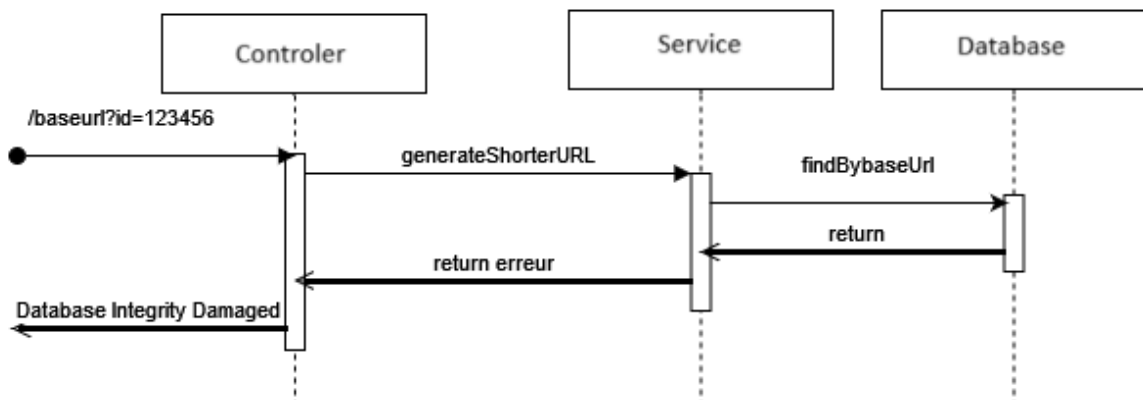 Controler
Service
Database
/baseurl?id=123456
generateShorterURL
findBybaseUrl
return
return erreur
Database Integrity Damaged